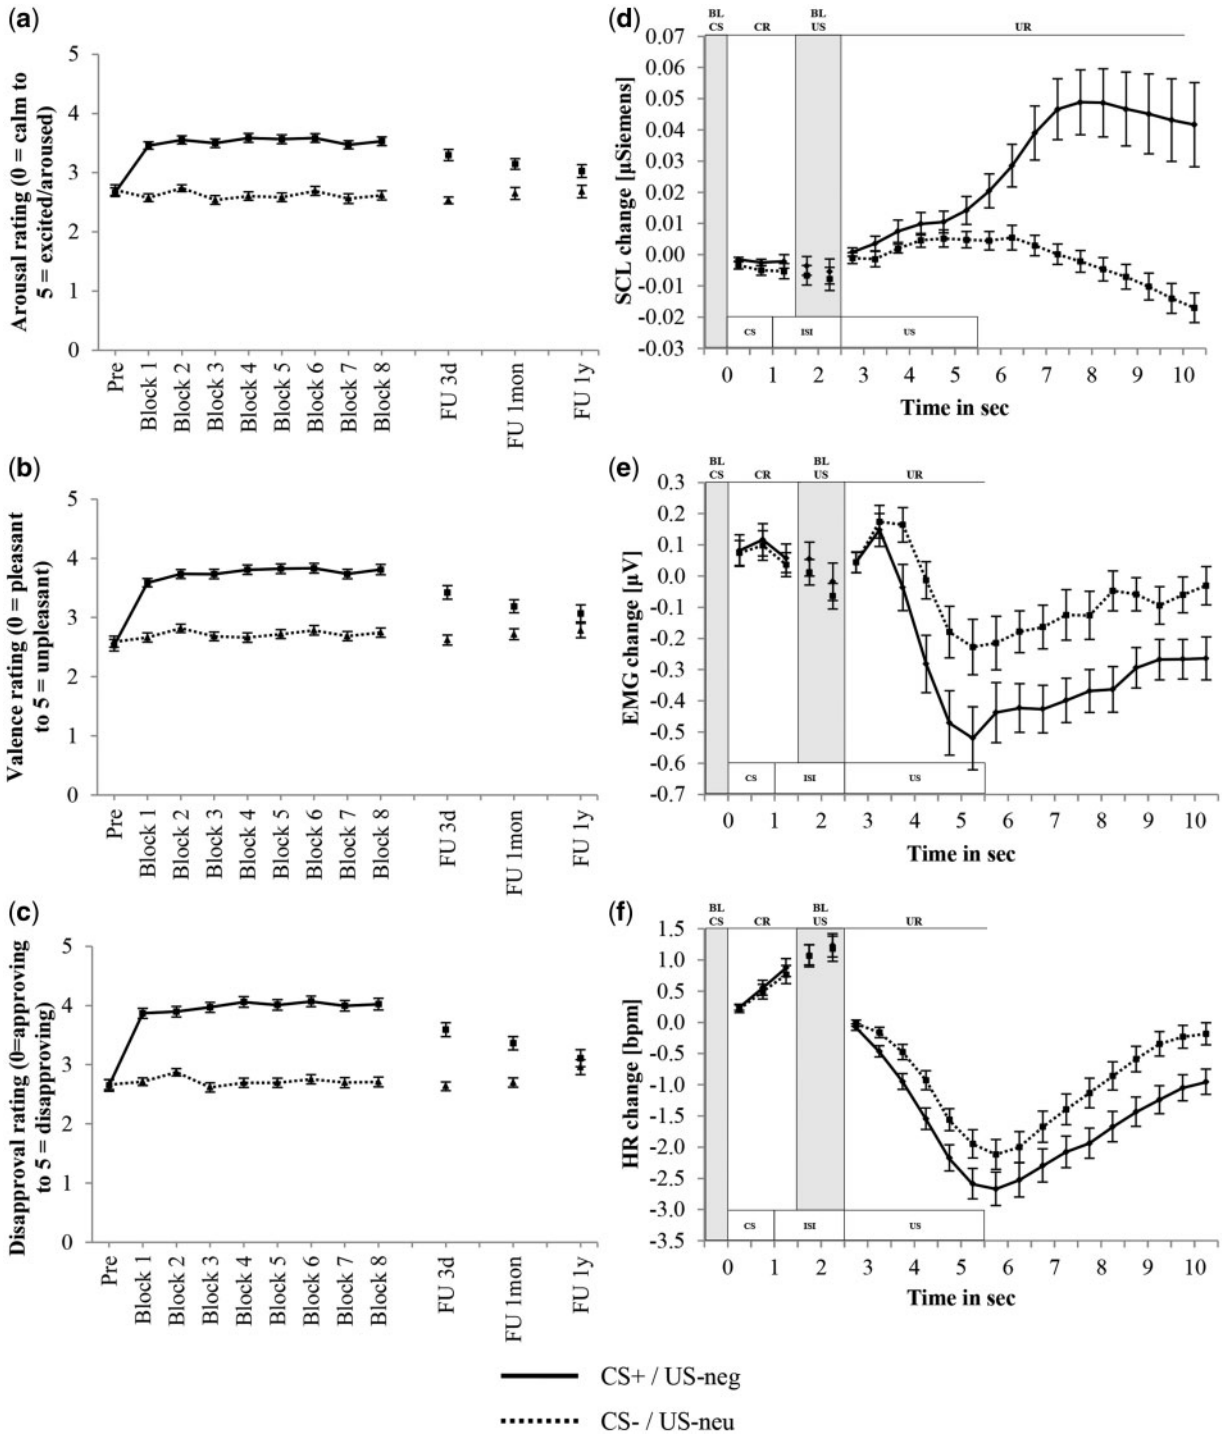 (a)
Arousal rating (0 = calm to
5 = excited/aroused)
5
4
3
2
1
0
Pre
Block 1
Block 2
Block 3
Block 4
Block 5
Block 6
Block 7
Block 8
FU 3d
FU 1mon
FU 1y
(b)
Valence rating (0 = pleasant
to 5 = unpleasant)
5
4
3
2
1
0
Pre
Block 1
Block 2
Block 3
Block 4
Block 5
Block 6
Block 7
Block 8
FU 3d
FU 1mon
FU 1y
(c)
Disapproval rating (0=approving
to 5 = disapproving)
5
4
3
2
1
0
Pre
Block 1
Block 2
Block 3
Block 4
Block 5
Block 6
Block 7
Block 8
FU 3d
FU 1mon
FU 1y
(d)
BL
CS
CR
BL
US
UR
SCL change [µSiemens]
0.07
0.06
0.05
0.04
0.03
0.02
0.01
0.00
-0.01
-0.02
-0.03
CS
ISI
US
0 1 2 3 4 5 6 7 8 9 10
Time in sec
(e)
BL
CS
CR
BL
US
UR
EMG change [µV]
0.3
0.2
0.1
0.0
-0.1
-0.2
-0.3
-0.4
-0.5
-0.6
-0.7
CS
ISI
US
0 1 2 3 4 5 6 7 8 9 10
Time in sec
(f)
BL
CS
CR
BL
US
UR
HR change [bpm]
1.5
1.0
0.5
0.0
-0.5
-1.0
-1.5
-2.0
-2.5
-3.0
-3.5
CS
ISI
US
0 1 2 3 4 5 6 7 8 9 10
Time in sec
CS+ / US-neg
CS- / US-neu